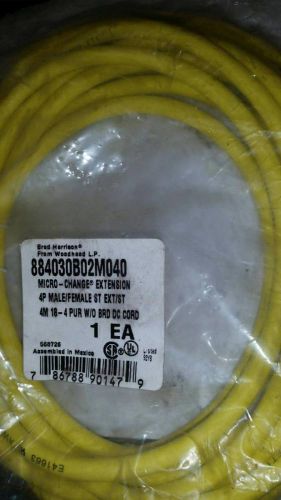 Brad Harrison®
From Woodhead L.P.
884030B02M040
MICRO-CHANGE® EXTENSION
4P MALE/FEMALE ST EXT/ST
4M 18-4 PUR W/O BRD DC CORD
1 EA
Assembled in Mexico
7 86788 90147 9
E41663